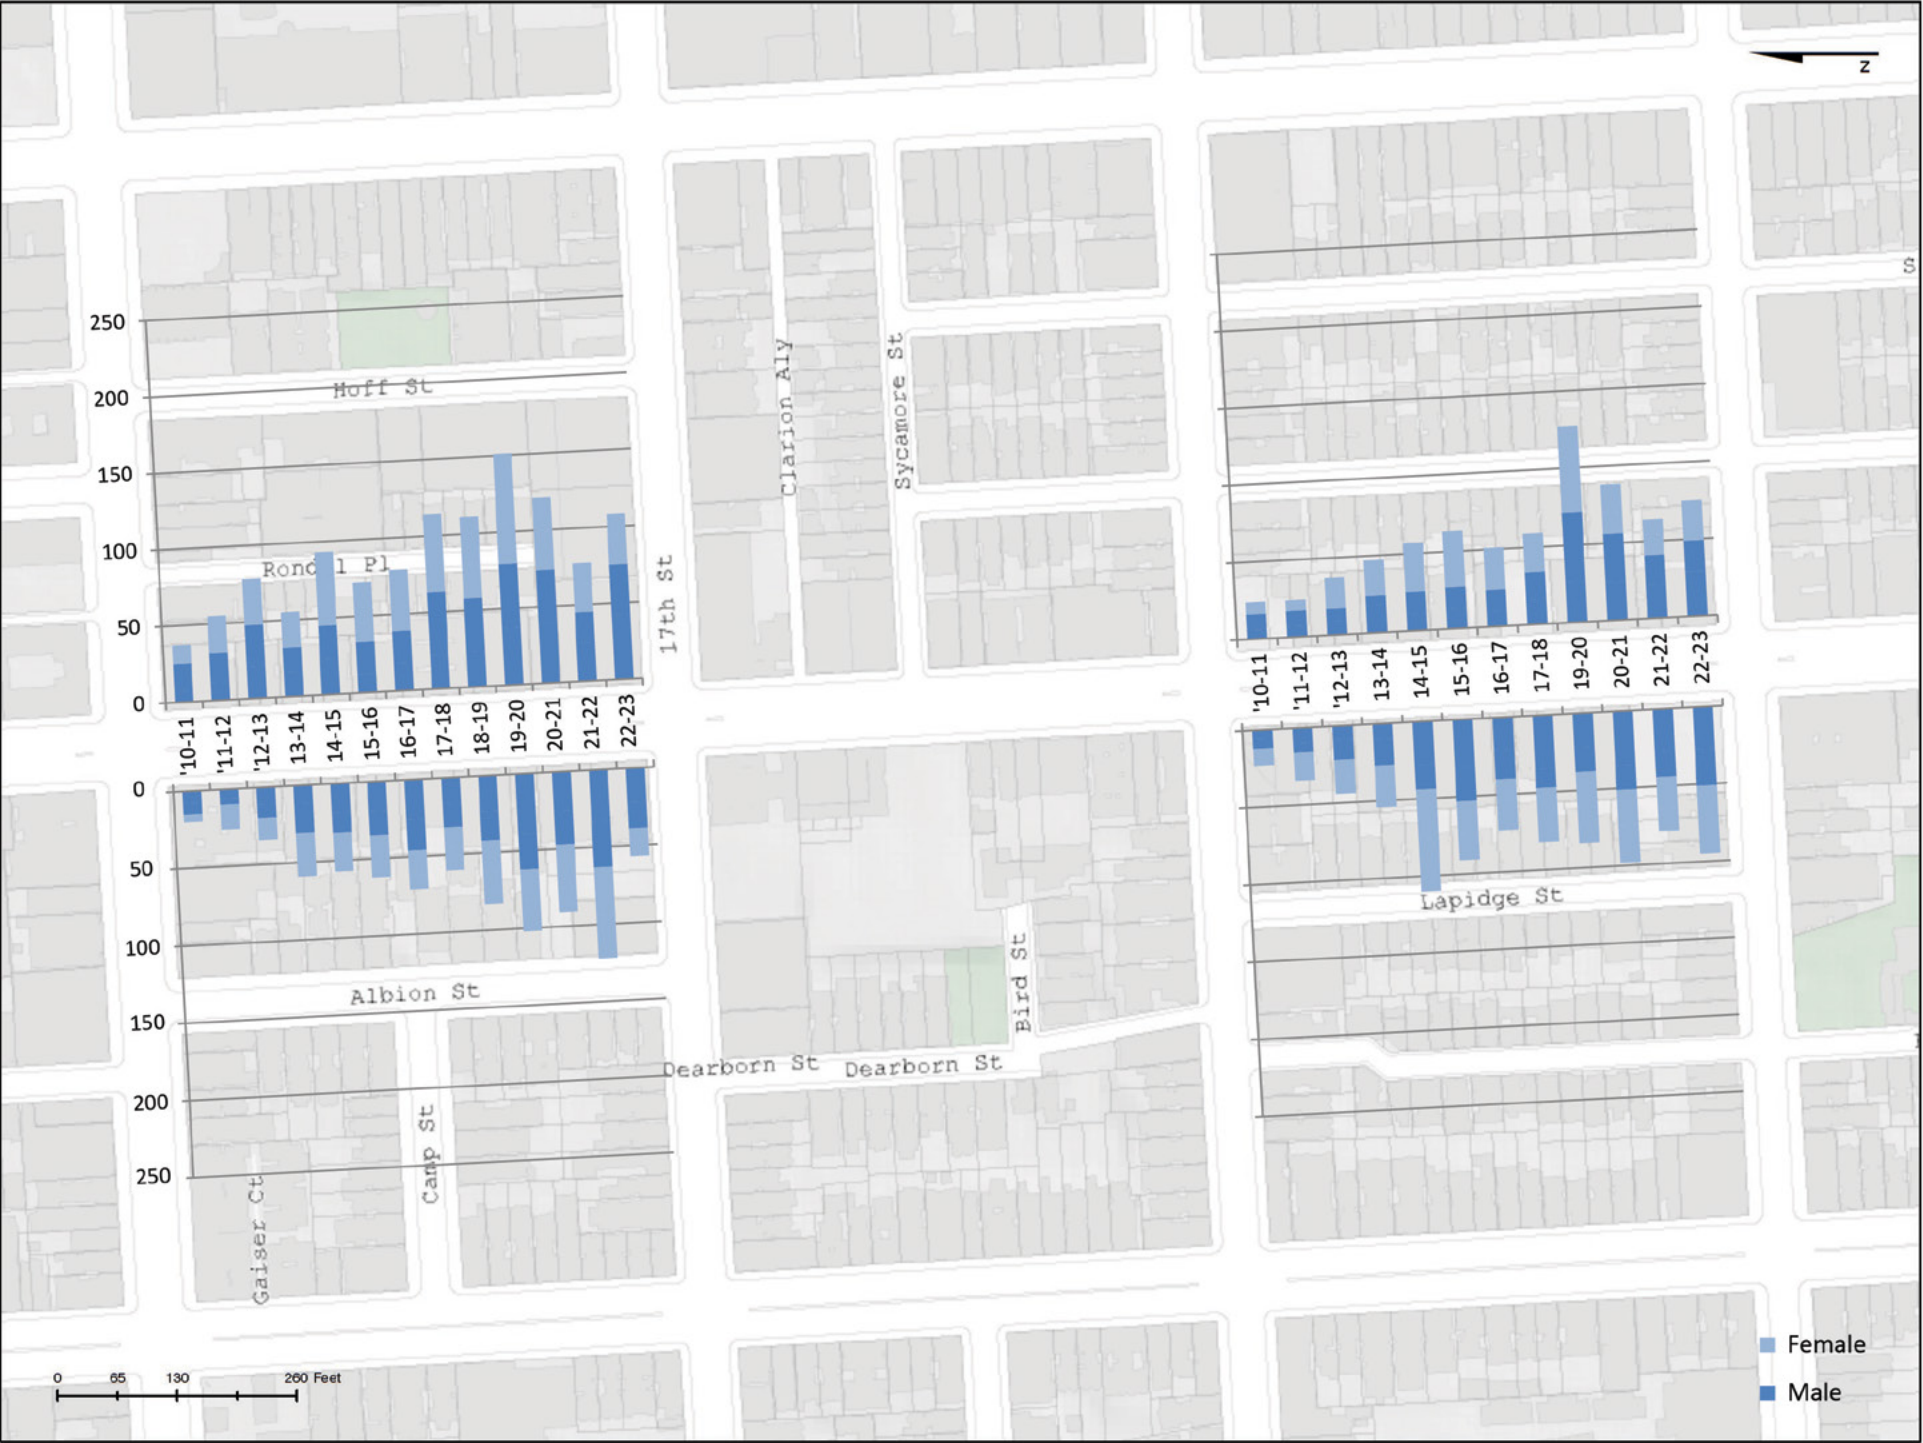 z
S
250
200
150
100
50
0
Hoff St
Rondel Pl
17th St
Clarion Aly
Sycamore St
'10-11
'11-12
'12-13
13-14
14-15
15-16
16-17
17-18
18-19
19-20
20-21
21-22
22-23
'10-11
'11-12
'12-13
13-14
14-15
15-16
16-17
17-18
19-20
20-21
21-22
22-23
0
50
100
150
200
250
Albion St
Lapidge St
Bird St
Dearborn St
Dearborn St
Camp St
Gaiser Ct
0 65 130 260 Feet
Female
Male